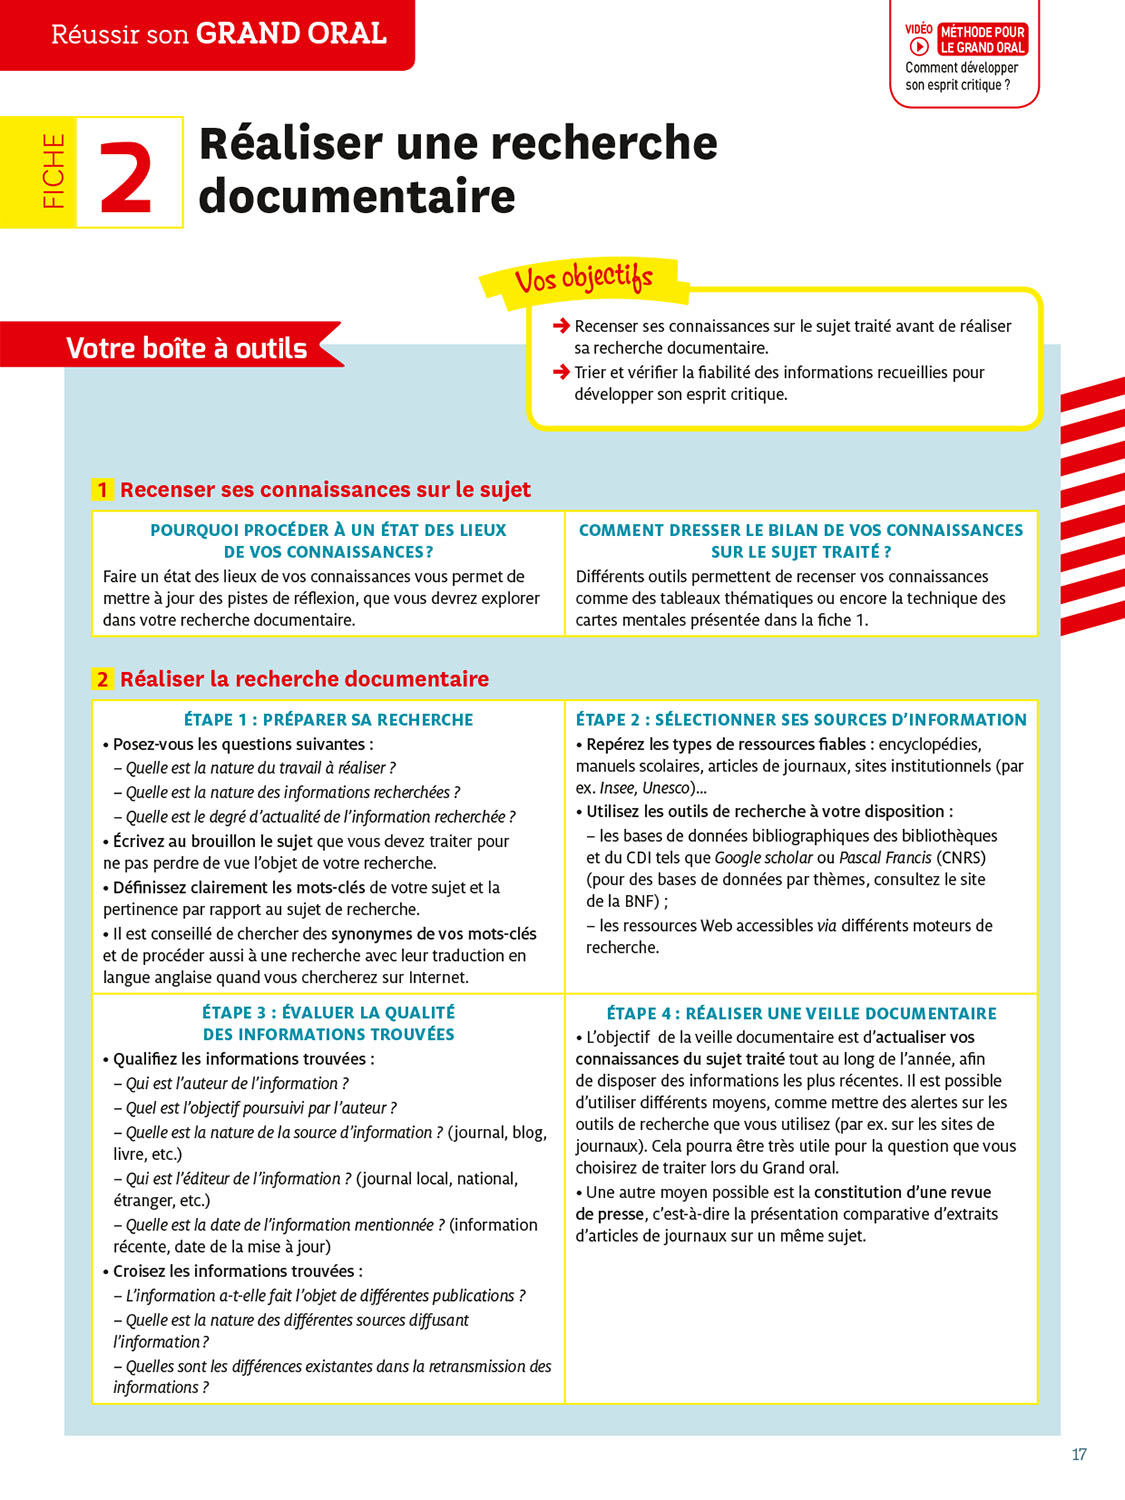 Réussir son GRAND ORAL
VIDÉO
MÉTHODE POUR
LE GRAND ORAL
Comment développer
son esprit critique ?
FICHE
2
Réaliser une recherche
documentaire
Vos objectifs
→ Recenser ses connaissances sur le sujet traité avant de réaliser
sa recherche documentaire.
→ Trier et vérifier la fiabilité des informations recueillies pour
développer son esprit critique.
Votre boîte à outils
1 Recenser ses connaissances sur le sujet
POURQUOI PROCÉDER À UN ÉTAT DES LIEUX
DE VOS CONNAISSANCES ?
Faire un état des lieux de vos connaissances vous permet de
mettre à jour des pistes de réflexion, que vous devrez explorer
dans votre recherche documentaire.
COMMENT DRESSER LE BILAN DE VOS CONNAISSANCES
SUR LE SUJET TRAITÉ ?
Différents outils permettent de recenser vos connaissances
comme des tableaux thématiques ou encore la technique des
cartes mentales présentée dans la fiche 1.
2 Réaliser la recherche documentaire
ÉTAPE 1 : PRÉPARER SA RECHERCHE
• Posez-vous les questions suivantes :
– Quelle est la nature du travail à réaliser ?
– Quelle est la nature des informations recherchées ?
– Quelle est le degré d'actualité de l'information recherchée ?
• Écrivez au brouillon le sujet que vous devez traiter pour
ne pas perdre de vue l'objet de votre recherche.
• Définissez clairement les mots-clés de votre sujet et la
pertinence par rapport au sujet de recherche.
• Il est conseillé de chercher des synonymes de vos mots-clés
et de procéder aussi à une recherche avec leur traduction en
langue anglaise quand vous chercherez sur Internet.
ÉTAPE 2 : SÉLECTIONNER SES SOURCES D'INFORMATION
• Repérez les types de ressources fiables : encyclopédies,
manuels scolaires, articles de journaux, sites institutionnels (par
ex. Insee, Unesco)...
• Utilisez les outils de recherche à votre disposition :
– les bases de données bibliographiques des bibliothèques
et du CDI tels que Google scholar ou Pascal Francis (CNRS)
(pour des bases de données par thèmes, consultez le site
de la BNF) ;
– les ressources Web accessibles via différents moteurs de
recherche.
ÉTAPE 3 : ÉVALUER LA QUALITÉ
DES INFORMATIONS TROUVÉES
• Qualifiez les informations trouvées :
– Qui est l'auteur de l'information ?
– Quel est l'objectif poursuivi par l'auteur ?
– Quelle est la nature de la source d'information ? (journal, blog,
livre, etc.)
– Qui est l'éditeur de l'information ? (journal local, national,
étranger, etc.)
– Quelle est la date de l'information mentionnée ? (information
récente, date de la mise à jour)
• Croisez les informations trouvées :
– L'information a-t-elle fait l'objet de différentes publications ?
– Quelle est la nature des différentes sources diffusant
l'information ?
– Quelles sont les différences existantes dans la retransmission des
informations ?
ÉTAPE 4 : RÉALISER UNE VEILLE DOCUMENTAIRE
• L'objectif de la veille documentaire est d'actualiser vos
connaissances du sujet traité tout au long de l'année, afin
de disposer des informations les plus récentes. Il est possible
d'utiliser différents moyens, comme mettre des alertes sur les
outils de recherche que vous utilisez (par ex. sur les sites de
journaux). Cela pourra être très utile pour la question que vous
choisirez de traiter lors du Grand oral.
• Une autre moyen possible est la constitution d'une revue
de presse, c'est-à-dire la présentation comparative d'extraits
d'articles de journaux sur un même sujet.
17